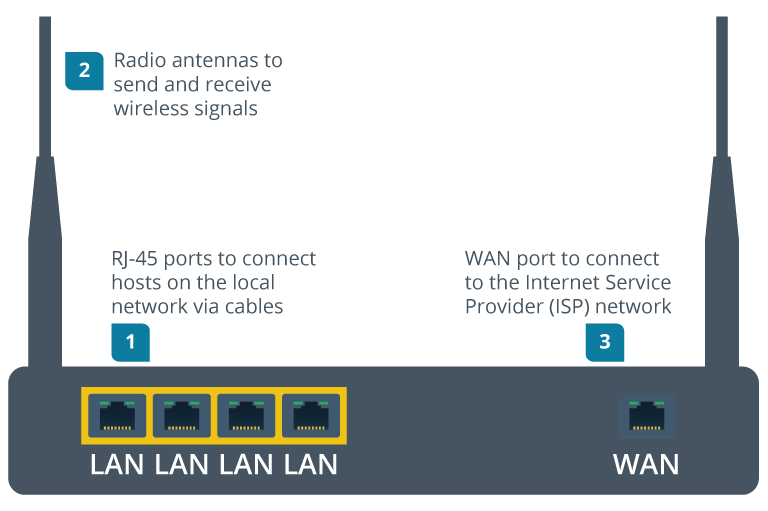 2
Radio antennas to
send and receive
wireless signals
RJ-45 ports to connect
hosts on the local
network via cables
1
WAN port to connect
to the Internet Service
Provider (ISP) network
3
LAN LAN LAN LAN
WAN